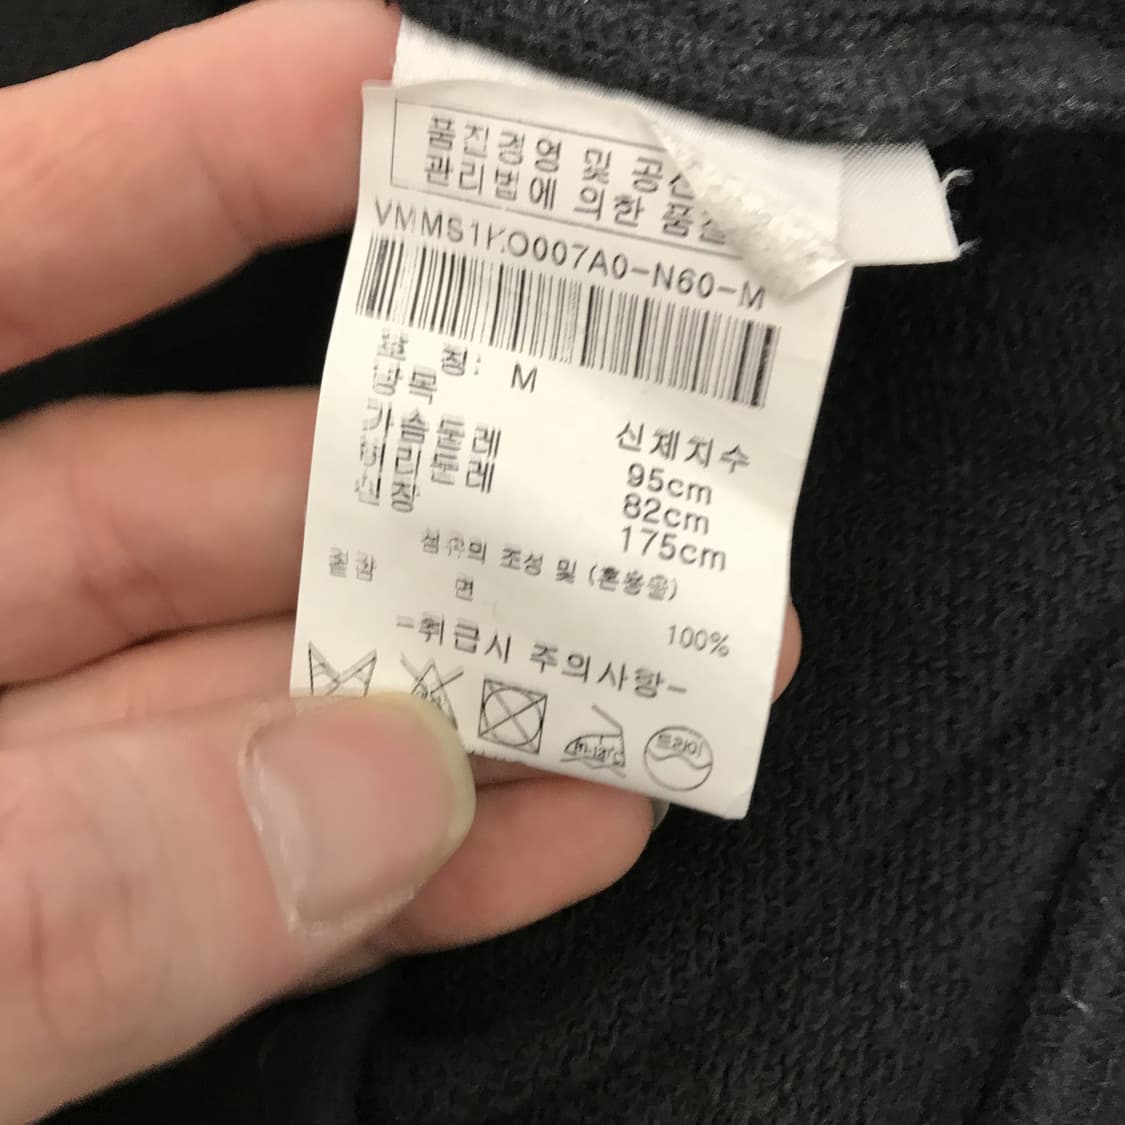 품질경영 및 공산
관리법에 의한 품질
VMMS1KO007A0-N60-M
M
신체치수
95cm
82cm
175cm
섬유의 조성 및 (혼용율)
면 100%
-취급시 주의사항-
드라이